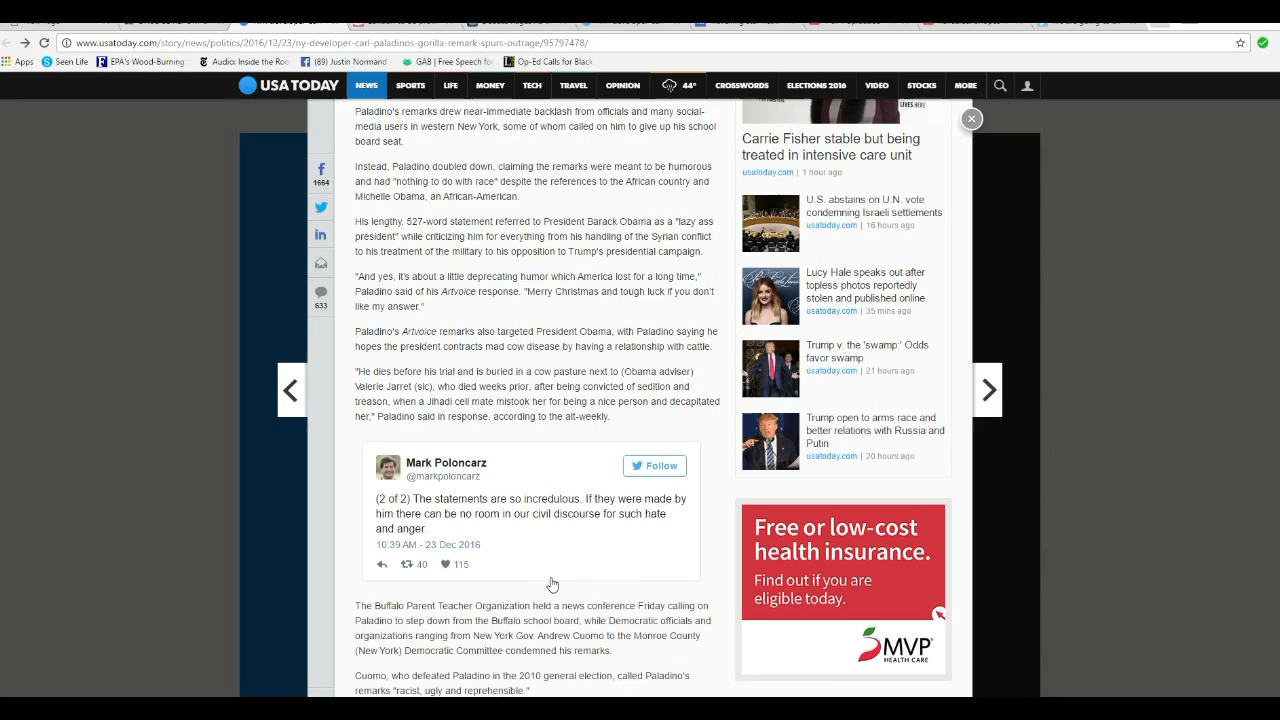 www.usatoday.com/story/news/politics/2016/12/23/ny-developer-carl-paladinos-gorilla-remark-spurs-outrage/95797478/
Apps
Seen Life
EPA's Wood-Burning
Audio: Inside the Roo
(89) Justin Normand
GAB | Free Speech fo
Op-Ed Calls for Black
USA TODAY
NEWS
SPORTS
LIFE
MONEY
TECH
TRAVEL
OPINION
44°
CROSSWORDS
ELECTIONS 2016
VIDEO
STOCKS
MORE
1664
633
Paladino's remarks drew near-immediate backlash from officials and many social-
media users in western New York, some of whom called on him to give up his school
board seat.
Instead, Paladino doubled down, claiming the remarks were meant to be humorous
and had "nothing to do with race" despite the references to the African country and
Michelle Obama, an African-American.
His lengthy, 527-word statement referred to President Barack Obama as a "lazy ass
president" while criticizing him for everything from his handling of the Syrian conflict
to his treatment of the military to his opposition to Trump's presidential campaign.
"And yes, it's about a little deprecating humor which America lost for a long time,"
Paladino said of his Artvoice response. "Merry Christmas and tough luck if you don't
like my answer."
Paladino's Artvoice remarks also targeted President Obama, with Paladino saying he
hopes the president contracts mad cow disease by having a relationship with cattle.
"He dies before his trial and is buried in a cow pasture next to (Obama adviser)
Valerie Jarret (sic), who died weeks prior, after being convicted of sedition and
treason, when a Jihadi cell mate mistook her for being a nice person and decapitated
her," Paladino said in response, according to the alt-weekly.
Mark Poloncarz
@markpoloncarz
Follow
(2 of 2) The statements are so incredulous. If they were made by
him there can be no room in our civil discourse for such hate
and anger.
10:39 AM - 23 Dec 2016
40
115
The Buffalo Parent Teacher Organization held a news conference Friday calling on
Paladino to step down from the Buffalo school board, while Democratic officials and
organizations ranging from New York Gov. Andrew Cuomo to the Monroe County
(New York) Democratic Committee condemned his remarks.
Cuomo, who defeated Paladino in the 2010 general election, called Paladino's
remarks "racist, ugly and reprehensible."
LIVES HERE
Carrie Fisher stable but being
treated in intensive care unit
usatoday.com | 1 hour ago
U.S. abstains on U.N. vote
condemning Israeli settlements
usatoday.com | 16 hours ago
Lucy Hale speaks out after
topless photos reportedly
stolen and published online
usatoday.com | 35 mins ago
Trump v. the 'swamp:' Odds
favor swamp
usatoday.com | 21 hours ago
Trump open to arms race and
better relations with Russia and
Putin
usatoday.com | 20 hours ago
Free or low-cost
health insurance.
Find out if you are
eligible today.
MVP
HEALTH CARE